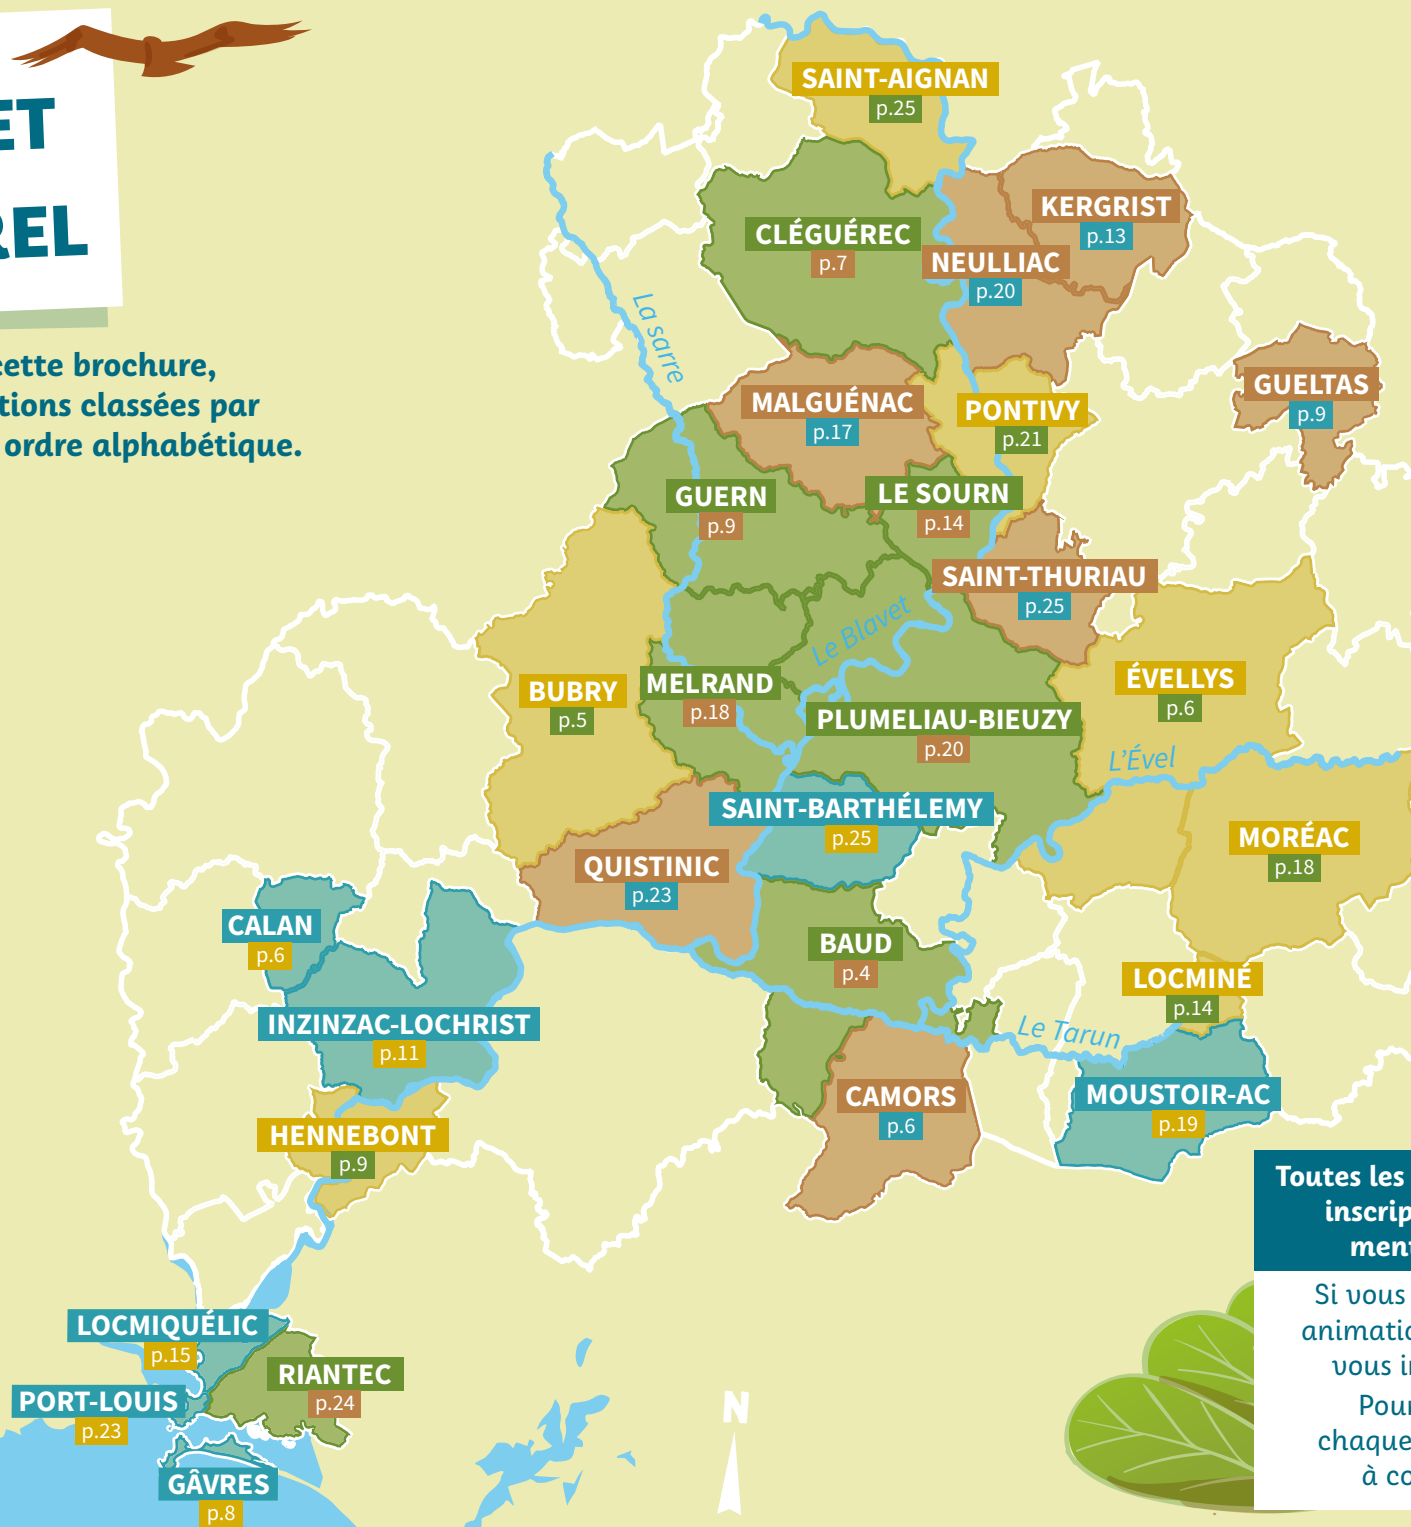 ET
REL
cette brochure,
tions classées par
ordre alphabétique.
SAINT-AIGNAN
p.25
KERGRIST
p.13
CLÉGUÉREC
p.7
NEULLIAC
p.20
La sarre
GUELTAS
p.9
MALGUÉNAC
p.17
PONTIVY
p.21
GUERN
p.9
LE SOURN
p.14
SAINT-THURIAU
p.25
Le Blavet
BUBRY
p.5
MELRAND
p.18
ÉVELLYS
p.6
PLUMELIAU-BIEUZY
p.20
L'Ével
SAINT-BARTHÉLEMY
p.25
MORÉAC
p.18
QUISTINIC
p.23
CALAN
p.6
BAUD
p.4
LOCMINÉ
p.14
INZINZAC-LOCHRIST
p.11
Le Tarun
CAMORS
p.6
MOUSTOIR-AC
p.19
HENNEBONT
p.9
Toutes les
inscrip
men
Si vous
animatio
vous i
Pour
chaque
à co
LOCMIQUÉLIC
p.15
RIANTEC
p.24
PORT-LOUIS
p.23
GÂVRES
p.8
N